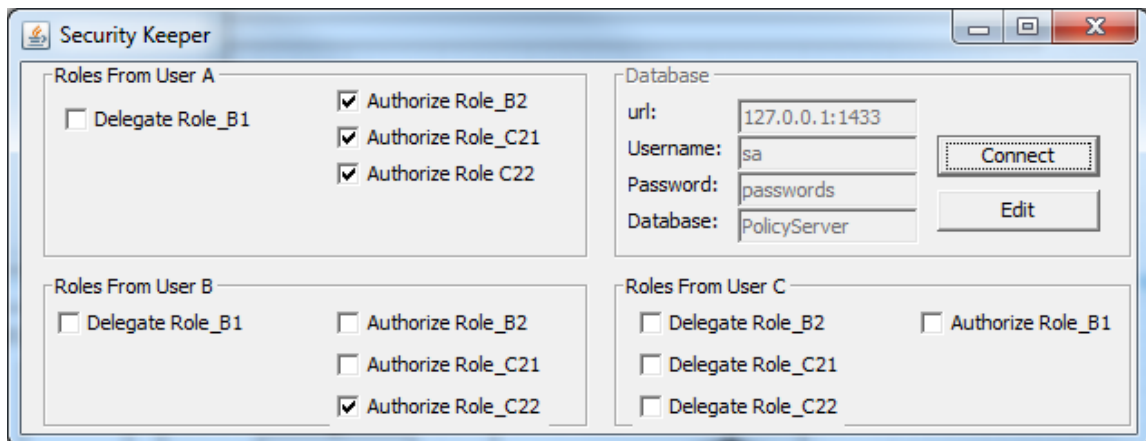 Security Keeper
Roles From User A
Delegate Role_B1
Authorize Role_B2
Authorize Role_C21
Authorize Role C22
Database
url: 127.0.0.1:1433
Username: sa
Password: passwords
Database: PolicyServer
Connect
Edit
Roles From User B
Delegate Role_B1
Authorize Role_B2
Authorize Role_C21
Authorize Role_C22
Roles From User C
Delegate Role_B2
Delegate Role_C21
Delegate Role_C22
Authorize Role_B1